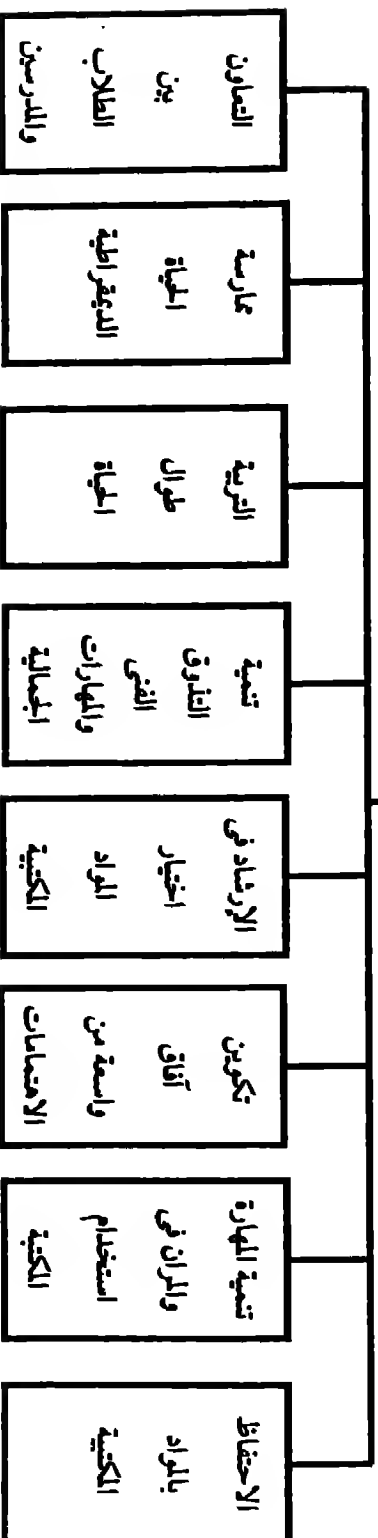 الاحتفاظ
بالمواد
المكتبية
تنمية المهارة
والمران فى
استخدام
المكتبة
تكوين
آفاق
واسعة من
الاهتمامات
الإرشاد فى
اختيار
المواد
المكتبية
تنمية
التذوق
الفنى
والمهارات
الجمالية
التربية
طوال
الحياة
ممارسة
الحياة
الديمقراطية
التعاون
بين
الطلاب
والمدرسين